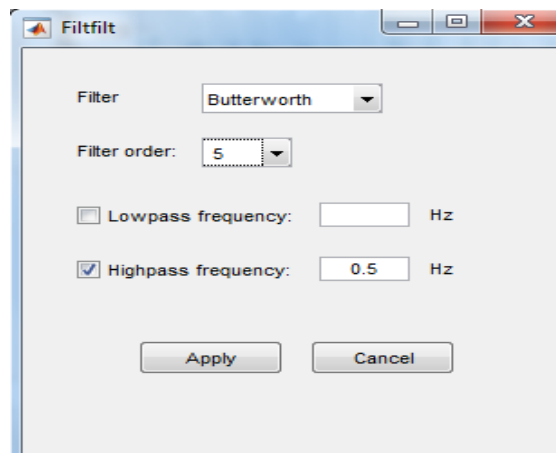 Filtfilt
Filter Butterworth
Filter order: 5
Lowpass frequency: Hz
Highpass frequency: 0.5 Hz
Apply Cancel